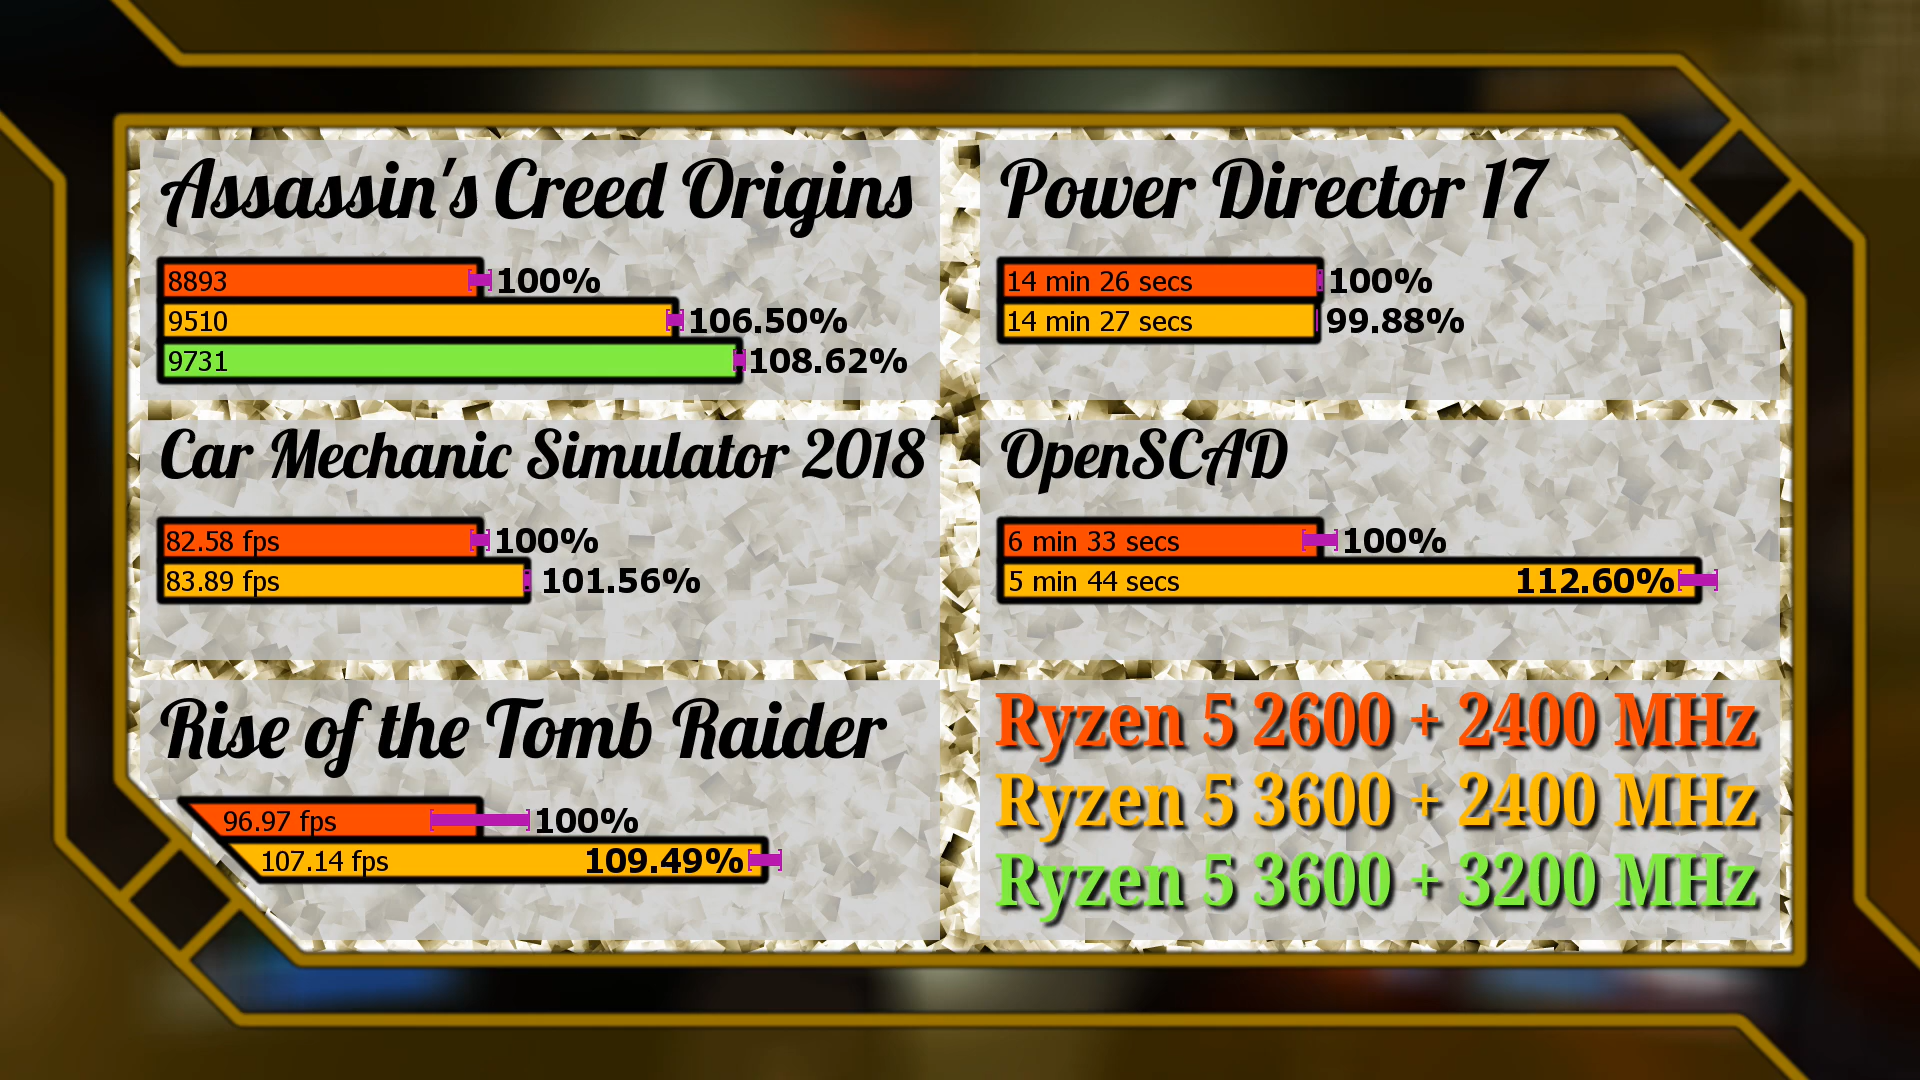 Assassin's Creed Origins
8893 100%
9510 106.50%
9731 108.62%
Car Mechanic Simulator 2018
82.58 fps 100%
83.89 fps 101.56%
Rise of the Tomb Raider
96.97 fps 100%
107.14 fps 109.49%
Power Director 17
14 min 26 secs 100%
14 min 27 secs 99.88%
OpenSCAD
6 min 33 secs 100%
5 min 44 secs 112.60%
Ryzen 5 2600 + 2400 MHz
Ryzen 5 3600 + 2400 MHz
Ryzen 5 3600 + 3200 MHz